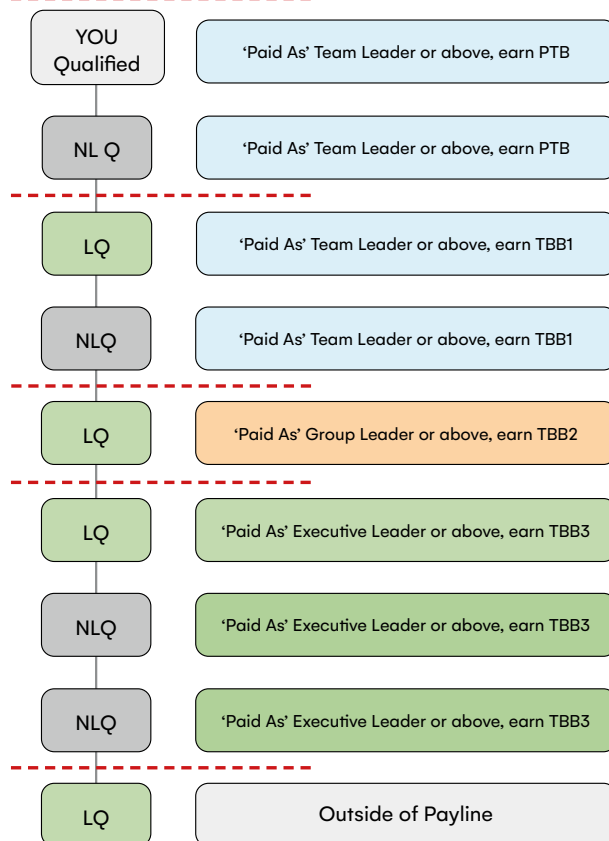 YOU
Qualified
‘Paid As’ Team Leader or above, earn PTB
NL Q
‘Paid As’ Team Leader or above, earn PTB
LQ
‘Paid As’ Team Leader or above, earn TBB1
NLQ
‘Paid As’ Team Leader or above, earn TBB1
LQ
‘Paid As’ Group Leader or above, earn TBB2
LQ
‘Paid As’ Executive Leader or above, earn TBB3
NLQ
‘Paid As’ Executive Leader or above, earn TBB3
NLQ
‘Paid As’ Executive Leader or above, earn TBB3
LQ
Outside of Payline